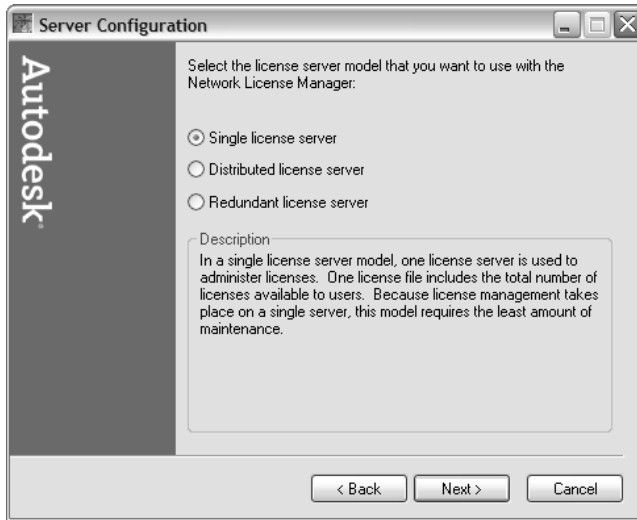 Server Configuration
Autodesk
Select the license server model that you want to use with the
Network License Manager:
Single license server
Distributed license server
Redundant license server
Description
In a single license server model, one license server is used to
administer licenses. One license file includes the total number of
licenses available to users. Because license management takes
place on a single server, this model requires the least amount of
maintenance.
< Back
Next >
Cancel